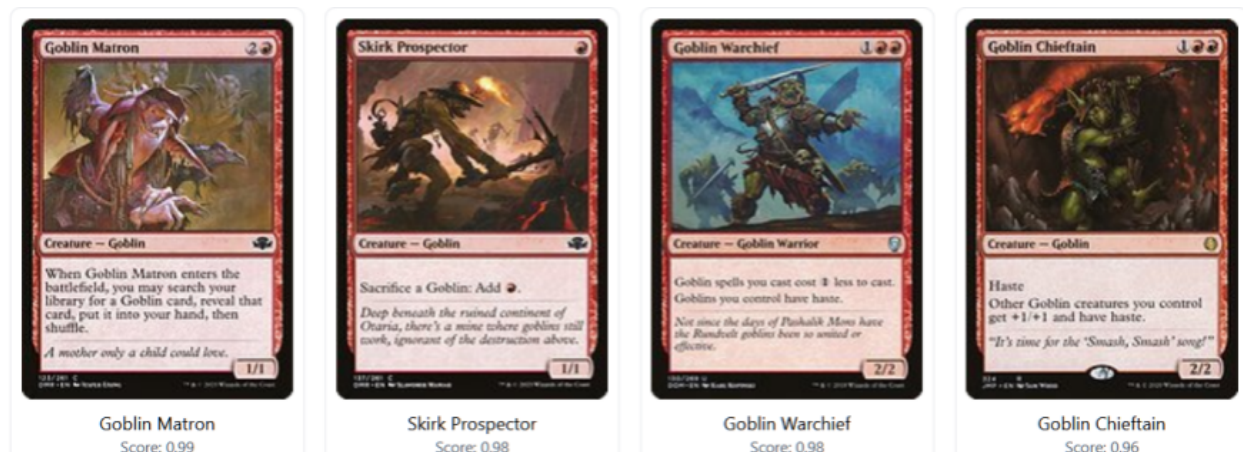 Goblin Matron 2
Creature — Goblin
When Goblin Matron enters the
battlefield, you may search your
library for a Goblin card, reveal that
card, put it into your hand, then
shuffle.
A mother only a child could love.
1/1
Goblin Matron
Score: 0.99
Skirk Prospector
Creature — Goblin
Sacrifice a Goblin: Add .
Deep beneath the ruined continent of
Otaria, there's a mine where goblins still
work, ignorant of the destruction above.
1/1
Skirk Prospector
Score: 0.98
Goblin Warchief 1
Creature — Goblin Warrior
Goblin spells you cast cost 1 less to cast.
Goblins you control have haste.
Not since the days of Pashalik Mons have
the Rundvelt goblins been so united or
effective.
2/2
Goblin Warchief
Score: 0.98
Goblin Chieftain 1
Creature — Goblin
Haste
Other Goblin creatures you control
get +1/+1 and have haste.
"It's time for the 'Smash, Smash' song!"
2/2
Goblin Chieftain
Score: 0.96